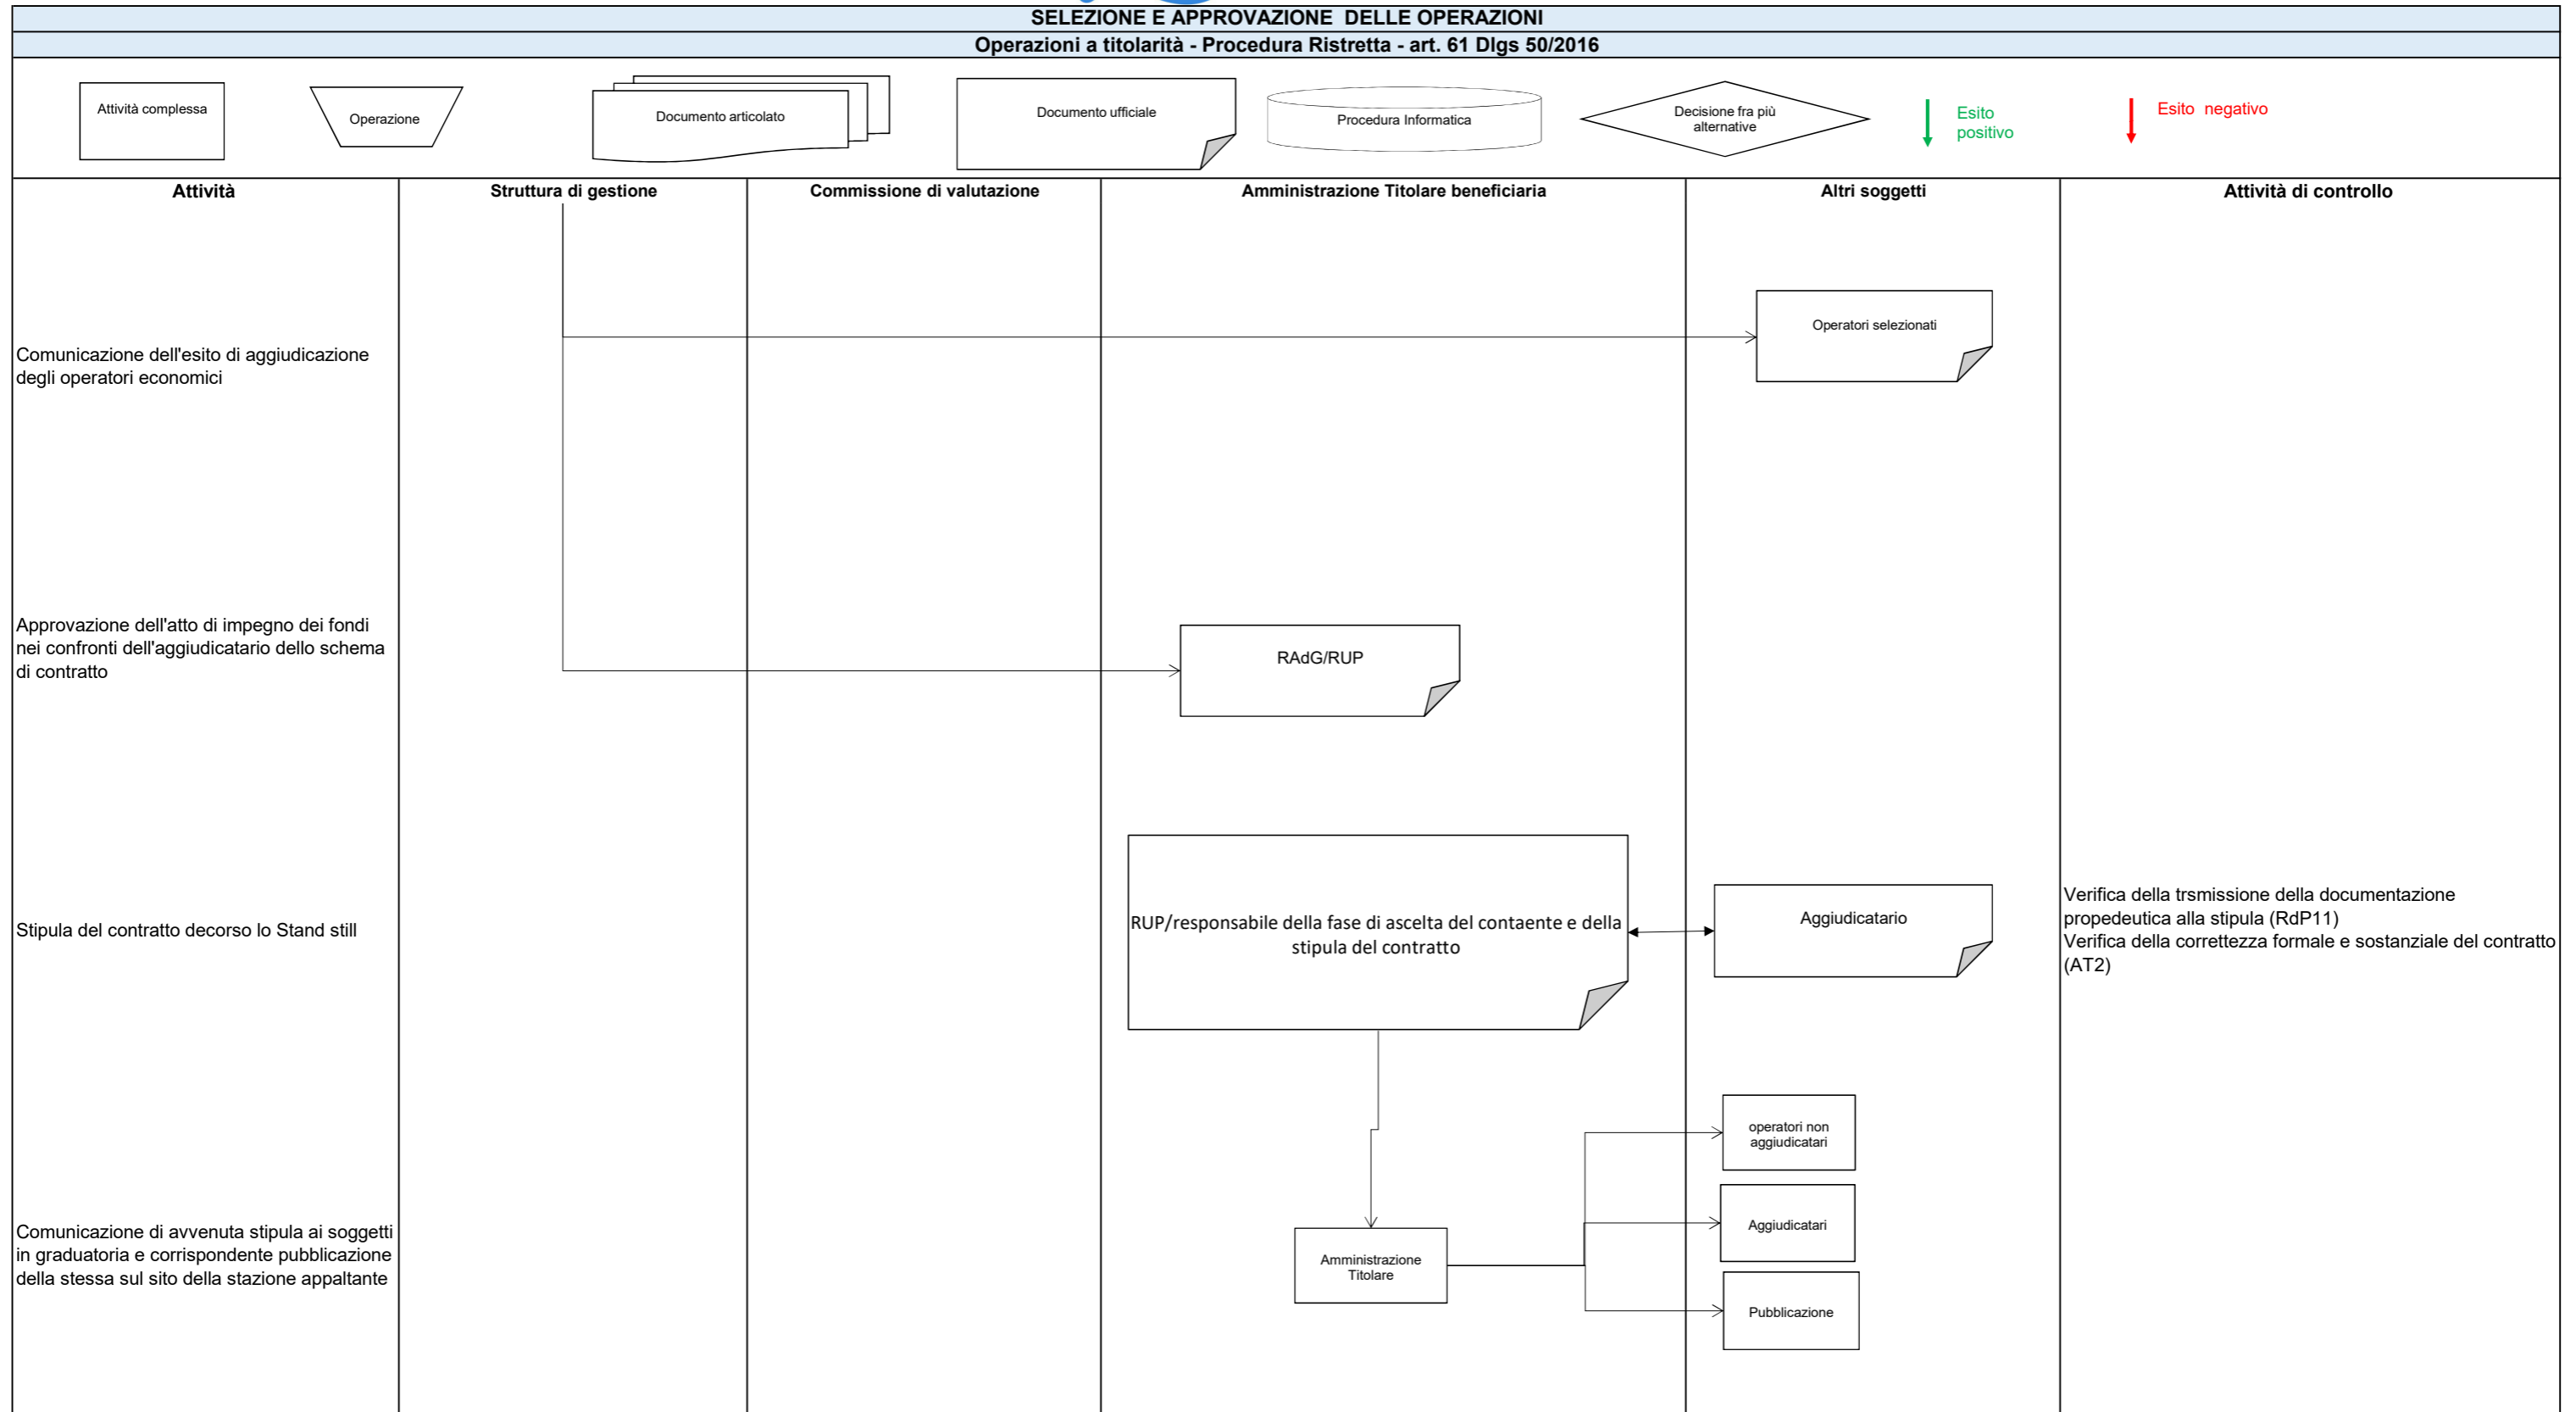 SELEZIONE E APPROVAZIONE DELLE OPERAZIONI
Operazioni a titolarità - Procedura Ristretta - art. 61 Dlgs 50/2016
Attività complessa
Operazione
Documento articolato
Documento ufficiale
Procedura Informatica
Decisione fra più
alternative
Esito
positivo
Esito negativo
Attività
Struttura di gestione
Commissione di valutazione
Amministrazione Titolare beneficiaria
Altri soggetti
Attività di controllo
Comunicazione dell'esito di aggiudicazione
degli operatori economici
Operatori selezionati
Approvazione dell'atto di impegno dei fondi
nei confronti dell'aggiudicatario dello schema
di contratto
RAdG/RUP
Stipula del contratto decorso lo Stand still
RUP/responsabile della fase di ascelta del contaente e della
stipula del contratto
Aggiudicatario
Verifica della trsmissione della documentazione
propedeutica alla stipula (RdP11)
Verifica della correttezza formale e sostanziale del contratto
(AT2)
Comunicazione di avvenuta stipula ai soggetti
in graduatoria e corrispondente pubblicazione
della stessa sul sito della stazione appaltante
Amministrazione
Titolare
operatori non
aggiudicatari
Aggiudicatari
Pubblicazione